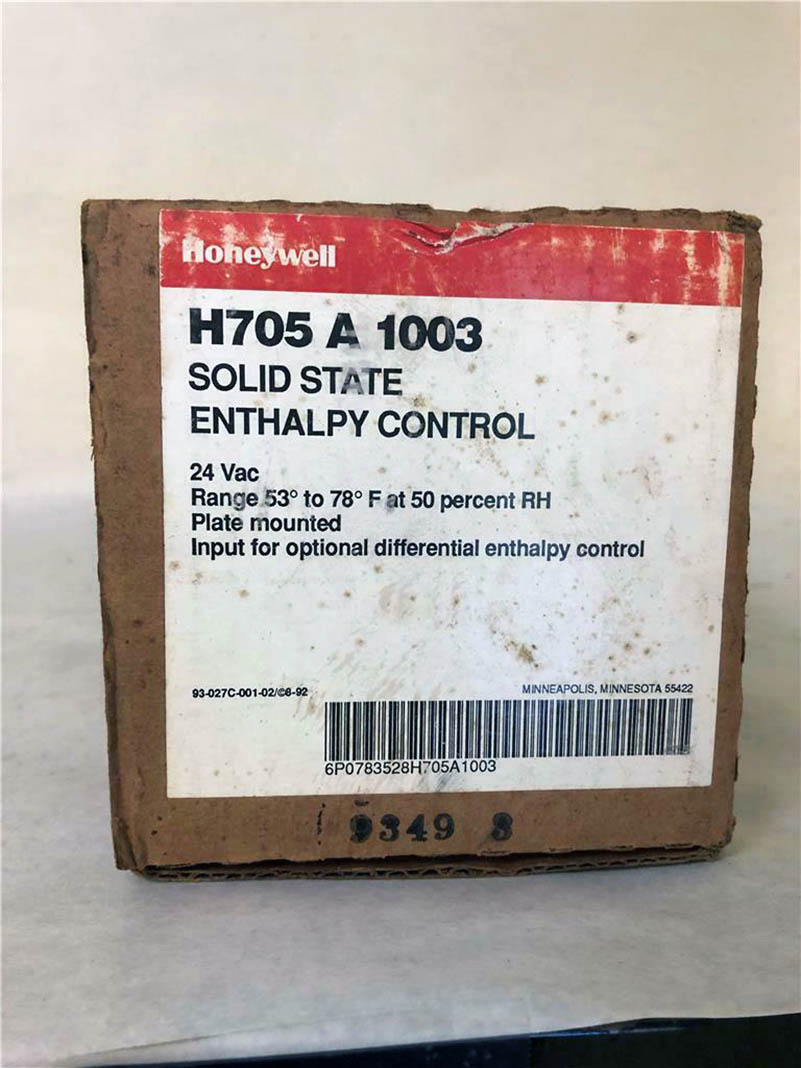 Honeywell
H705 A 1003
SOLID STATE
ENTHALPY CONTROL
24 Vac
Range 53° to 78° F at 50 percent RH
Plate mounted
Input for optional differential enthalpy control
93-027C-001-02/©8-92
MINNEAPOLIS, MINNESOTA 55422
6P0783528H705A1003
9349 3